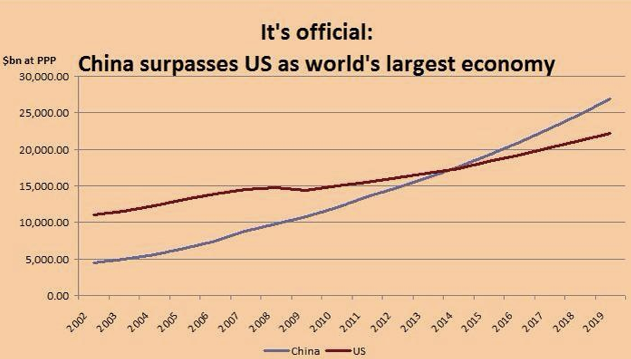 It's official:
$bn at PPP
China surpasses US as world's largest economy
30,000.00
25,000.00
20,000.00
15,000.00
10,000.00
5,000.00
0.00
2002 2003 2004 2005 2006 2007 2008 2009 2010 2011 2012 2013 2014 2015 2016 2017 2018 2019
China US